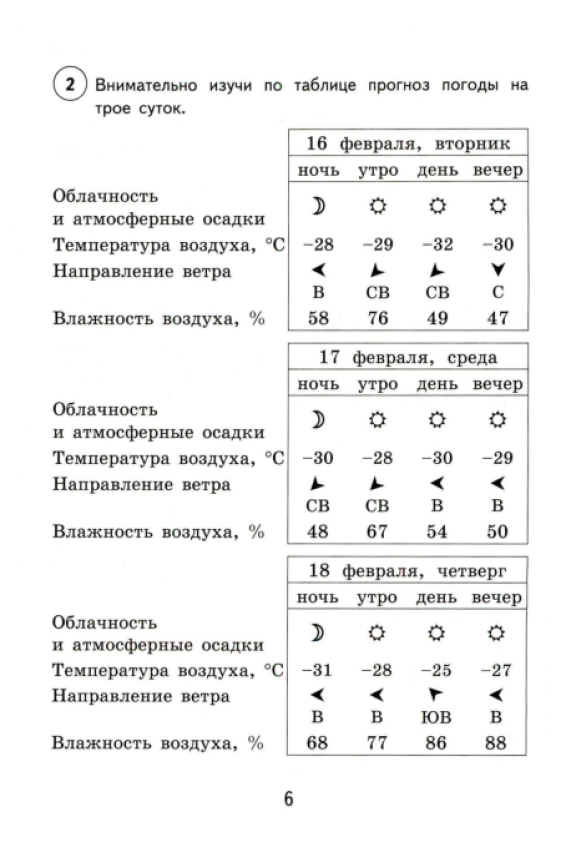 2 Внимательно изучи по таблице прогноз погоды на
трое суток.
16 февраля, вторник
ночь утро день вечер
Облачность
и атмосферные осадки
Температура воздуха, °С −28 −29 −32 −30
Направление ветра
В СВ СВ С
Влажность воздуха, % 58 76 49 47
17 февраля, среда
ночь утро день вечер
Облачность
и атмосферные осадки
Температура воздуха, °С −30 −28 −30 −29
Направление ветра
СВ СВ В В
Влажность воздуха, % 48 67 54 50
18 февраля, четверг
ночь утро день вечер
Облачность
и атмосферные осадки
Температура воздуха, °С −31 −28 −25 −27
Направление ветра
В В ЮВ В
Влажность воздуха, % 68 77 86 88
6